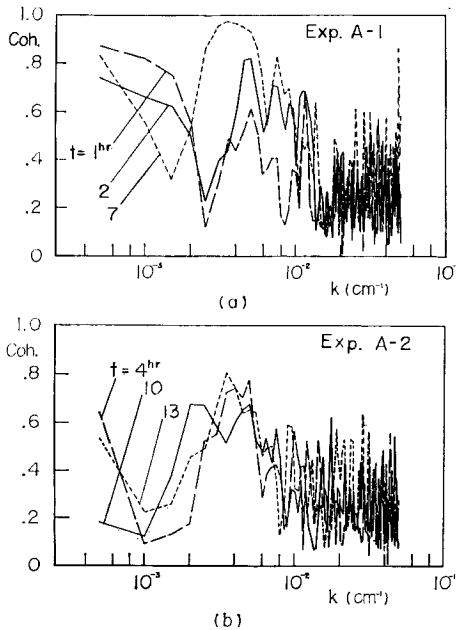 1.0
Exp. A-1
Coh.
.8
.6
t= 1hr
.4
2
.2
7
0
10⁻³
10⁻²
10⁻¹
k (cm⁻¹)
(a)
1.0
Exp. A-2
Coh.
t= 4hr
.8
10
13
.6
.4
.2
0
10⁻³
10⁻²
10⁻¹
k (cm⁻¹)
(b)